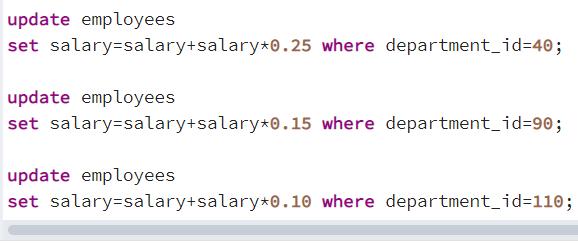 update employees
set salary=salary+salary*0.25 where department_id=40;
update employees
set salary=salary+salary*0.15 where department_id=90;
update employees
set salary=salary+salary*0.10 where department_id=110;